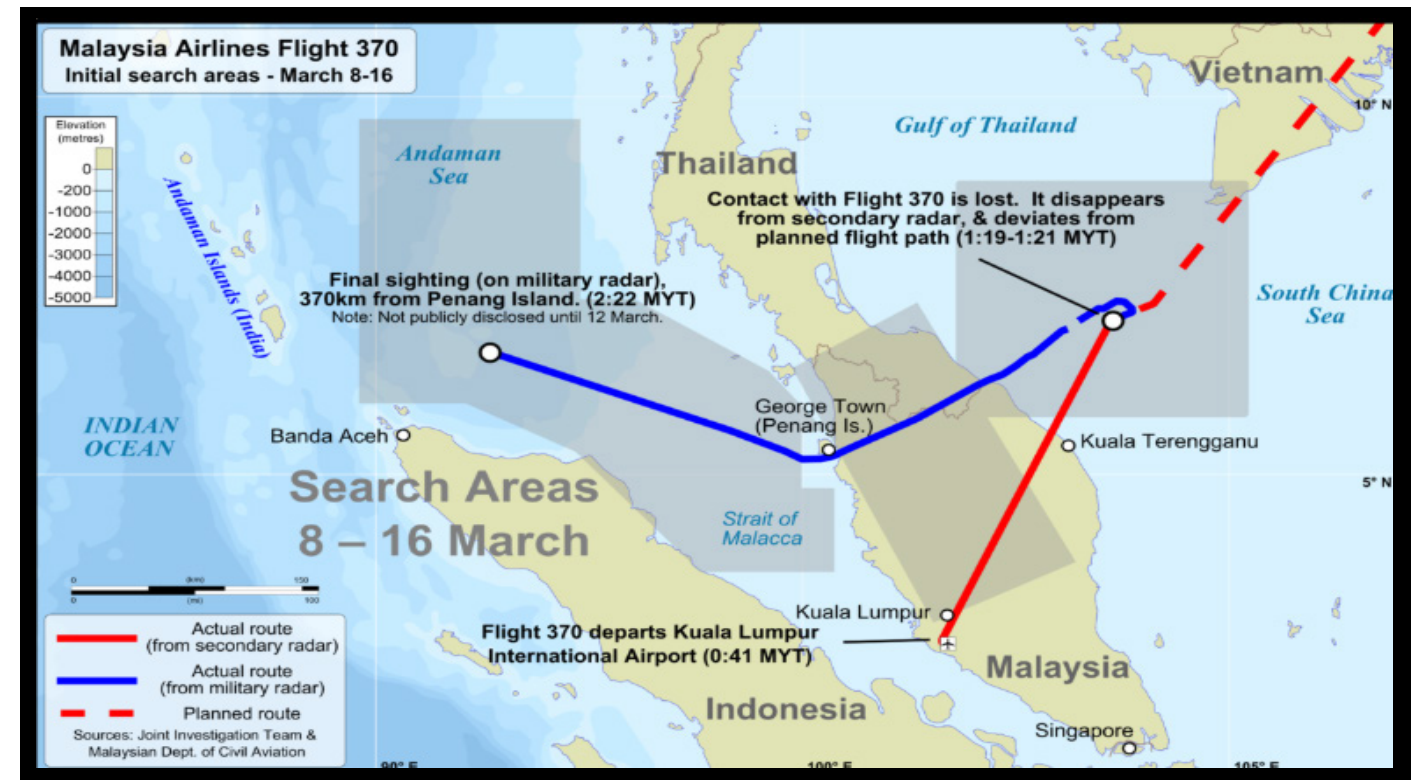 Malaysia Airlines Flight 370
Initial search areas - March 8-16
Elevation
(metres)
0
-200
-1000
-2000
-3000
-4000
-5000
Andaman Islands (India)
Andaman
Sea
Thailand
Gulf of Thailand
Vietnam
10° N
Contact with Flight 370 is lost. It disappears
from secondary radar, & deviates from
planned flight path (1:19-1:21 MYT)
Final sighting (on military radar),
370km from Penang Island. (2:22 MYT)
Note: Not publicly disclosed until 12 March.
South China
Sea
INDIAN
OCEAN
Banda Aceh
George Town
(Penang Is.)
Kuala Terengganu
5° N
Search Areas
8 – 16 March
Strait of
Malacca
0 (km) 150
0 (mi) 100
Kuala Lumpur
Flight 370 departs Kuala Lumpur
International Airport (0:41 MYT)
Malaysia
Indonesia
Singapore
Actual route
(from secondary radar)
Actual route
(from military radar)
Planned route
Sources: Joint Investigation Team &
Malaysian Dept. of Civil Aviation
90° E
100° E
105° E